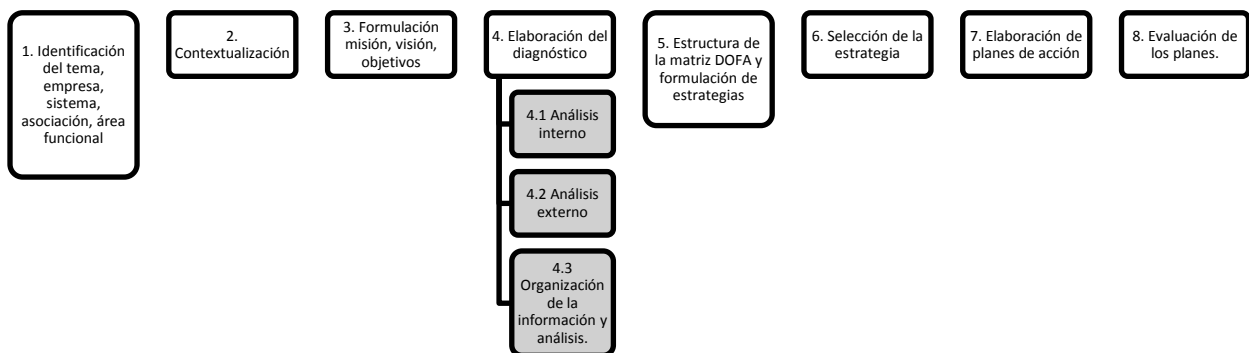 1. Identificación
del tema,
empresa,
sistema,
asociación, área
funcional
2.
Contextualización
3. Formulación
misión, visión,
objetivos
4. Elaboración del
diagnóstico
4.1 Análisis
interno
4.2 Análisis
externo
4.3
Organización
de la
información y
análisis.
5. Estructura de
la matriz DOFA y
formulación de
estrategias
6. Selección de la
estrategia
7. Elaboración de
planes de acción
8. Evaluación de
los planes.